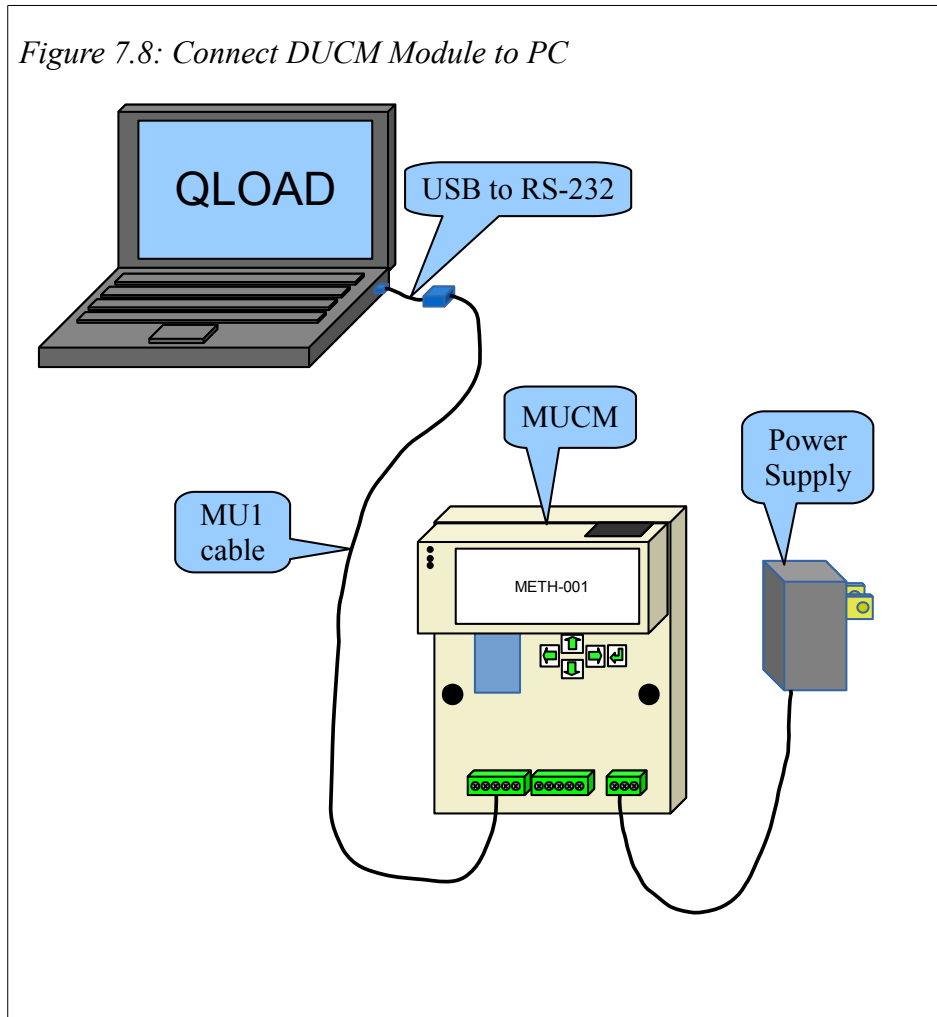 Figure 7.8: Connect DUCM Module to PC
QLOAD
USB to RS-232
MUCM
Power
Supply
MU1
cable
METH-001